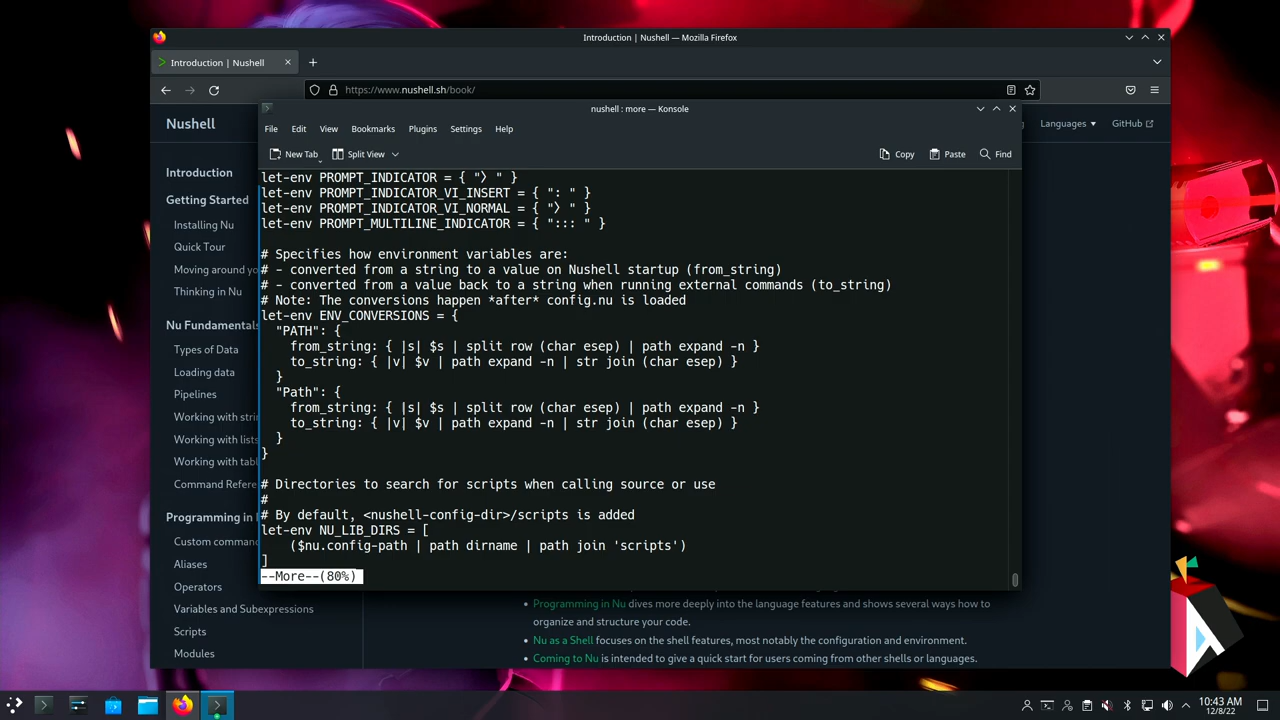 Introduction | Nushell — Mozilla Firefox
Introduction | Nushell
https://www.nushell.sh/book/
Nushell
Languages
GitHub
Introduction
Getting Started
Installing Nu
Quick Tour
Moving around yo
Thinking in Nu
Nu Fundamentals
Types of Data
Loading data
Pipelines
Working with strin
Working with lists
Working with tabl
Command Refere
Programming in N
Custom comman
Aliases
Operators
Variables and Subexpressions
Scripts
Modules
nushell : more — Konsole
File Edit View Bookmarks Plugins Settings Help
New Tab Split View Copy Paste Find
let-env PROMPT_INDICATOR = { "〉" }
let-env PROMPT_INDICATOR_VI_INSERT = { ": " }
let-env PROMPT_INDICATOR_VI_NORMAL = { "〉" }
let-env PROMPT_MULTILINE_INDICATOR = { "::: " }
# Specifies how environment variables are:
# - converted from a string to a value on Nushell startup (from_string)
# - converted from a value back to a string when running external commands (to_string)
# Note: The conversions happen *after* config.nu is loaded
let-env ENV_CONVERSIONS = {
  "PATH": {
    from_string: { |s| $s | split row (char esep) | path expand -n }
    to_string: { |v| $v | path expand -n | str join (char esep) }
  }
  "Path": {
    from_string: { |s| $s | split row (char esep) | path expand -n }
    to_string: { |v| $v | path expand -n | str join (char esep) }
  }
}
# Directories to search for scripts when calling source or use
#
# By default, <nushell-config-dir>/scripts is added
let-env NU_LIB_DIRS = [
    ($nu.config-path | path dirname | path join 'scripts')
]
--More--(80%)
Programming in Nu dives more deeply into the language features and shows several ways how to
organize and structure your code.
Nu as a Shell focuses on the shell features, most notably the configuration and environment.
Coming to Nu is intended to give a quick start for users coming from other shells or languages.
10:43 AM
12/8/22